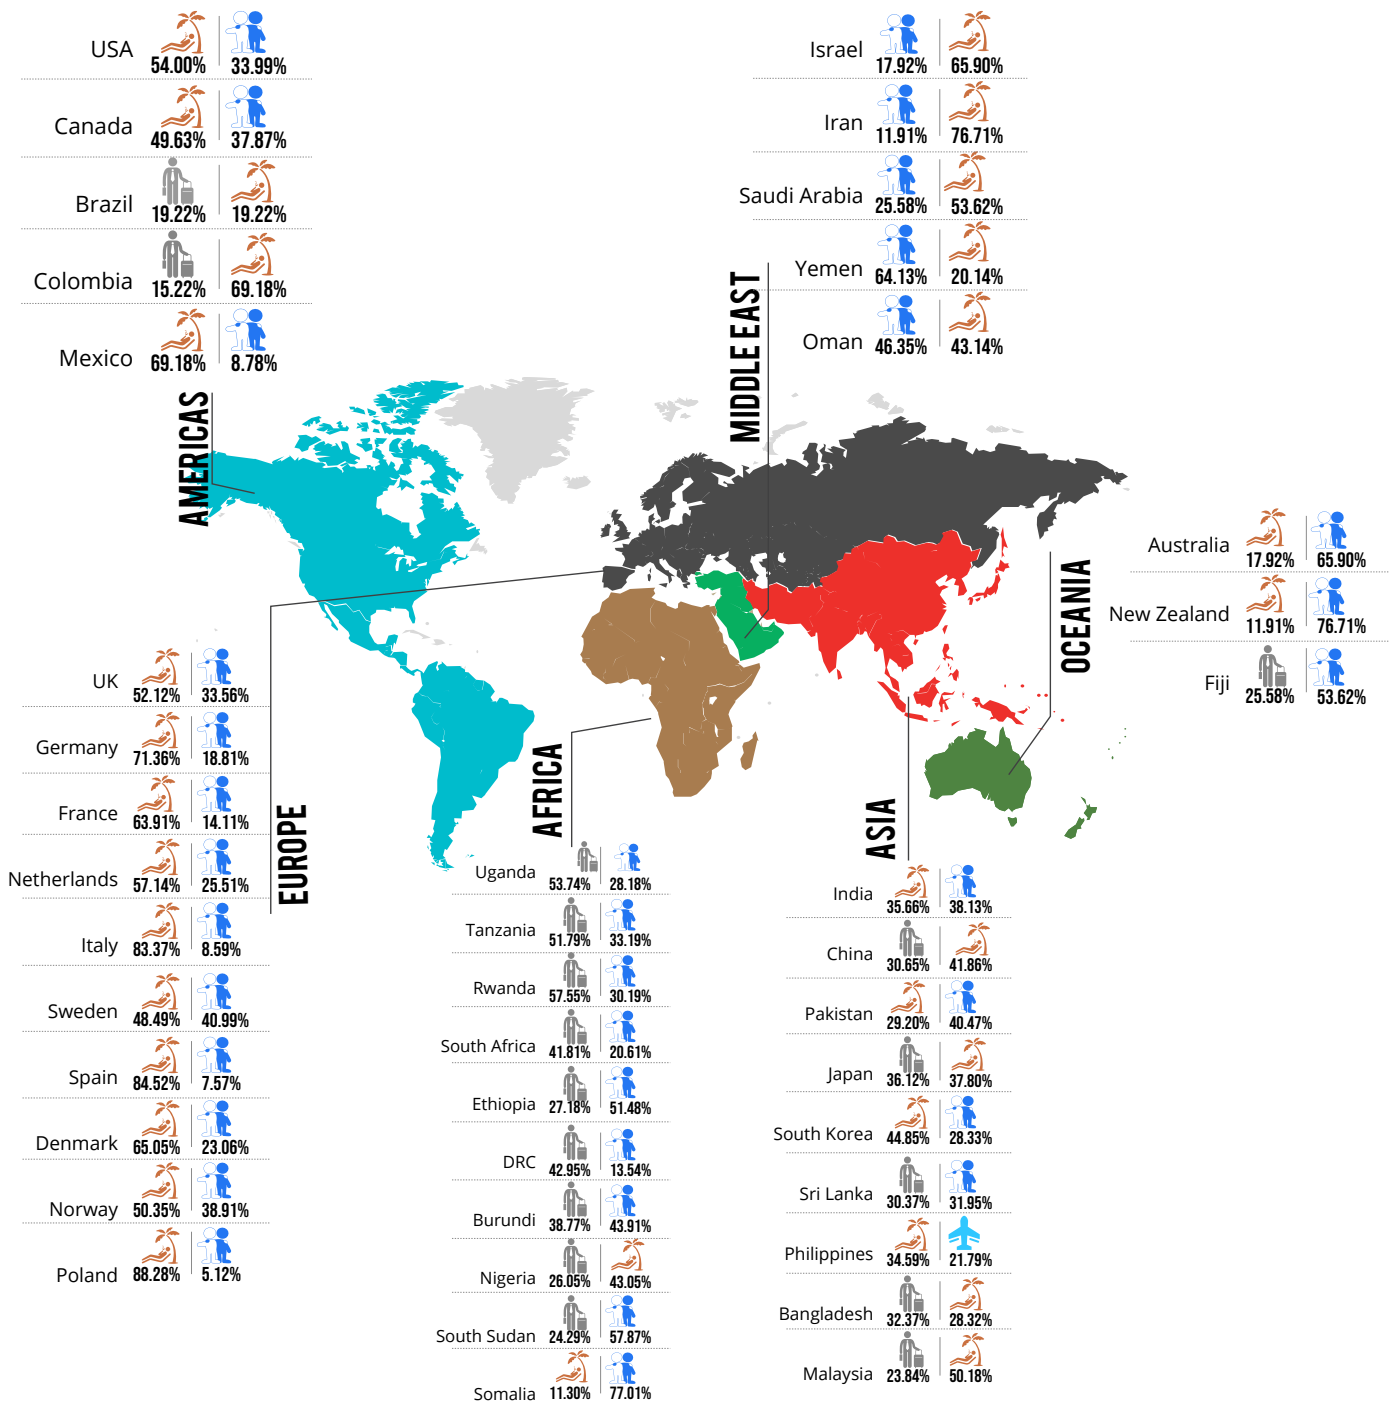 USA 54.00% 33.99%
Canada 49.63% 37.87%
Brazil 19.22% 19.22%
Colombia 15.22% 69.18%
Mexico 69.18% 8.78%
AMERICAS
Israel 17.92% 65.90%
Iran 11.91% 76.71%
Saudi Arabia 25.58% 53.62%
Yemen 64.13% 20.14%
Oman 46.35% 43.14%
MIDDLE EAST
Australia 17.92% 65.90%
New Zealand 11.91% 76.71%
Fiji 25.58% 53.62%
OCEANIA
UK 52.12% 33.56%
Germany 71.36% 18.81%
France 63.91% 14.11%
Netherlands 57.14% 25.51%
Italy 83.37% 8.59%
Sweden 48.49% 40.99%
Spain 84.52% 7.57%
Denmark 65.05% 23.06%
Norway 50.35% 38.91%
Poland 88.28% 5.12%
EUROPE
AFRICA
Uganda 53.74% 28.18%
Tanzania 51.79% 33.19%
Rwanda 57.55% 30.19%
South Africa 41.81% 20.61%
Ethiopia 27.18% 51.48%
DRC 42.95% 13.54%
Burundi 38.77% 43.91%
Nigeria 26.05% 43.05%
South Sudan 24.29% 57.87%
Somalia 11.30% 77.01%
ASIA
India 35.66% 38.13%
China 30.65% 41.86%
Pakistan 29.20% 40.47%
Japan 36.12% 37.80%
South Korea 44.85% 28.33%
Sri Lanka 30.37% 31.95%
Philippines 34.59% 21.79%
Bangladesh 32.37% 28.32%
Malaysia 23.84% 50.18%